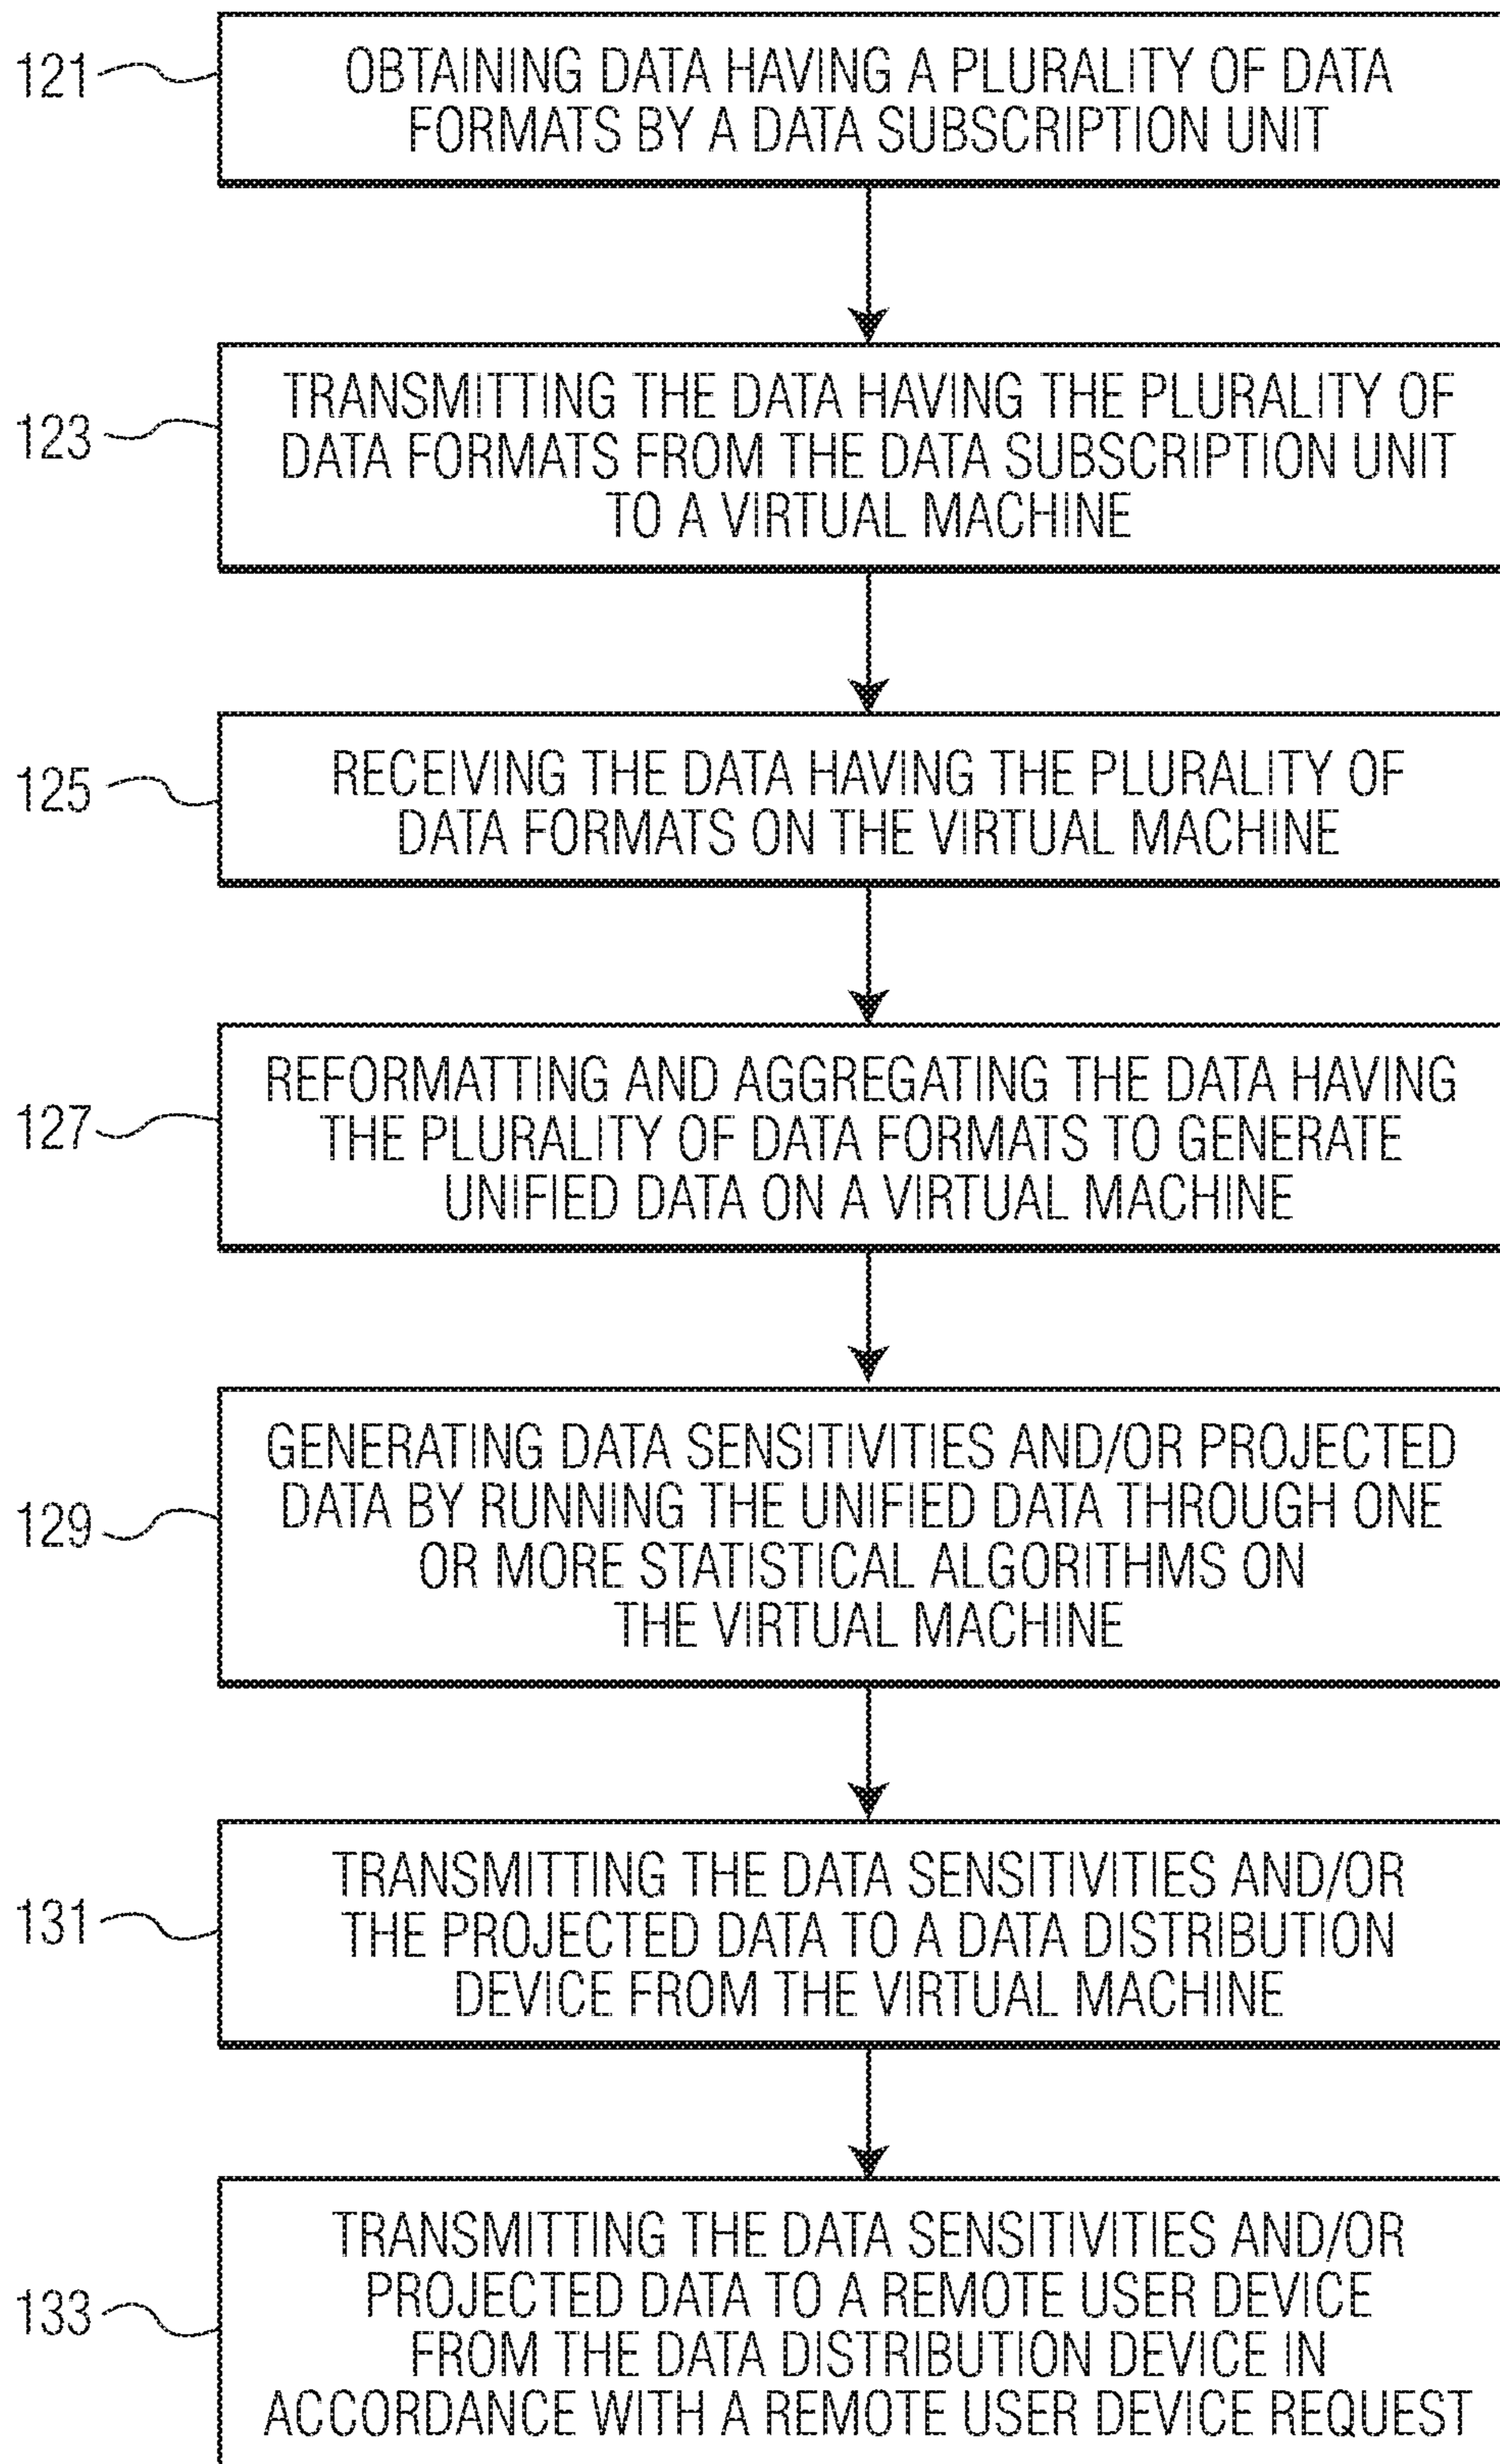 121
OBTAINING DATA HAVING A PLURALITY OF DATA
FORMATS BY A DATA SUBSCRIPTION UNIT
123
TRANSMITTING THE DATA HAVING THE PLURALITY OF
DATA FORMATS FROM THE DATA SUBSCRIPTION UNIT
TO A VIRTUAL MACHINE
125
RECEIVING THE DATA HAVING THE PLURALITY OF
DATA FORMATS ON THE VIRTUAL MACHINE
127
REFORMATTING AND AGGREGATING THE DATA HAVING
THE PLURALITY OF DATA FORMATS TO GENERATE
UNIFIED DATA ON A VIRTUAL MACHINE
129
GENERATING DATA SENSITIVITIES AND/OR PROJECTED
DATA BY RUNNING THE UNIFIED DATA THROUGH ONE
OR MORE STATISTICAL ALGORITHMS ON
THE VIRTUAL MACHINE
131
TRANSMITTING THE DATA SENSITIVITIES AND/OR
THE PROJECTED DATA TO A DATA DISTRIBUTION
DEVICE FROM THE VIRTUAL MACHINE
133
TRANSMITTING THE DATA SENSITIVITIES AND/OR
PROJECTED DATA TO A REMOTE USER DEVICE
FROM THE DATA DISTRIBUTION DEVICE IN
ACCORDANCE WITH A REMOTE USER DEVICE REQUEST